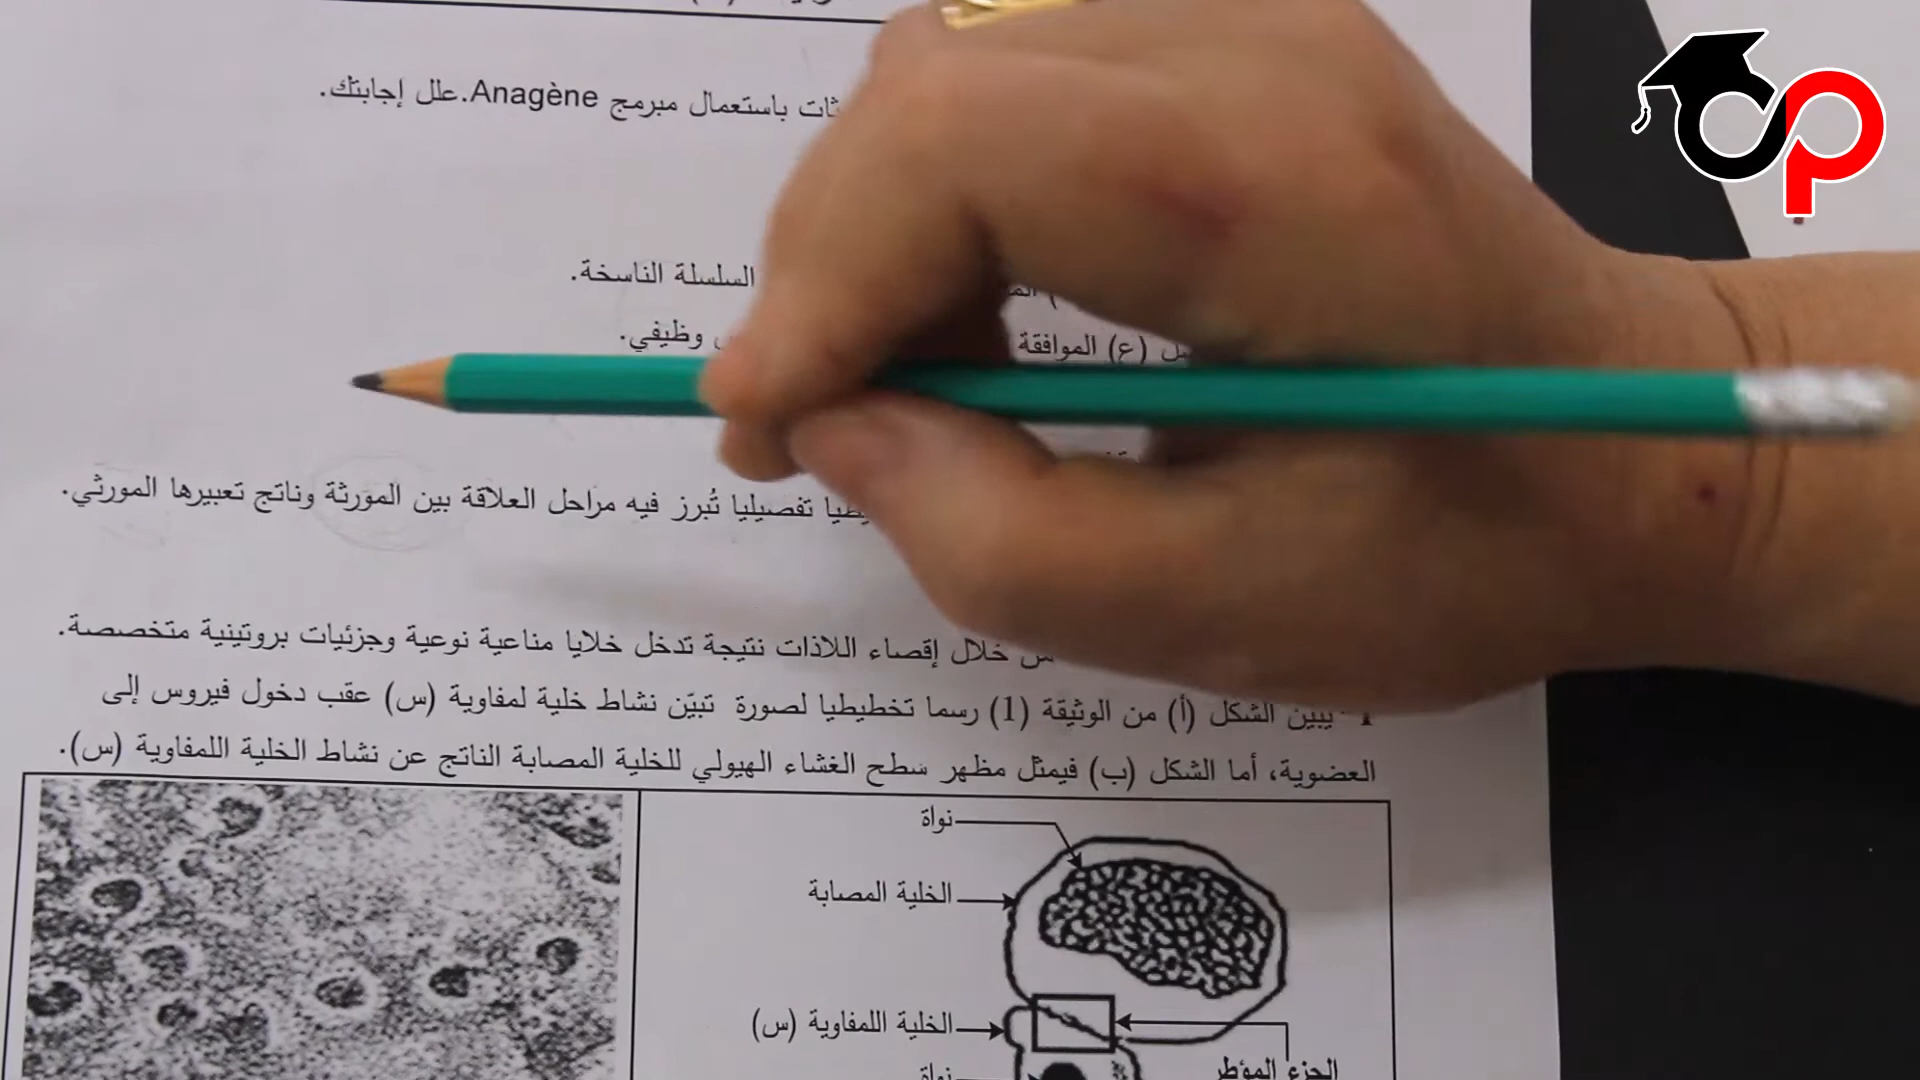 باستعمال مبرمج Anagène.علل إجابتك.
السلسلة الناسخة.
(ع) الموافقة وظيفي.
تفصيليا تُبرز فيه مراحل العلاقة بين المورثة وناتج تعبيرها المورثي.
خلال إقصاء اللاذات نتيجة تدخل خلايا مناعية نوعية وجزئيات بروتينية متخصصة.
1- يبين الشكل (أ) من الوثيقة (1) رسما تخطيطيا لصورة تبيّن نشاط خلية لمفاوية (س) عقب دخول فيروس إلى
العضوية، أما الشكل (ب) فيمثل مظهر سطح الغشاء الهيولي للخلية المصابة الناتج عن نشاط الخلية اللمفاوية (س).
نواة
الخلية المصابة
الخلية اللمفاوية (س)
الجزء المؤطر
نواة